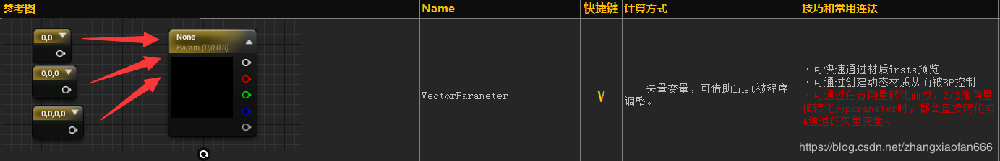 参考图
Name
快捷键
计算方式
技巧和常用连法
0,0
0,0,0
0,0,0,0
None
Param (0,0,0,0)
VectorParameter
V
矢量变量，可借助inst被程序
调整。
·可快速通过材质insts预览
·可通过创建动态材质从而被BP控制
·可通过任意向量转化而成，2/3维向量
被转化为parameter时，都会直接转化成
4通道的矢量变量。
https://blog.csdn.net/zhangxiaofan666